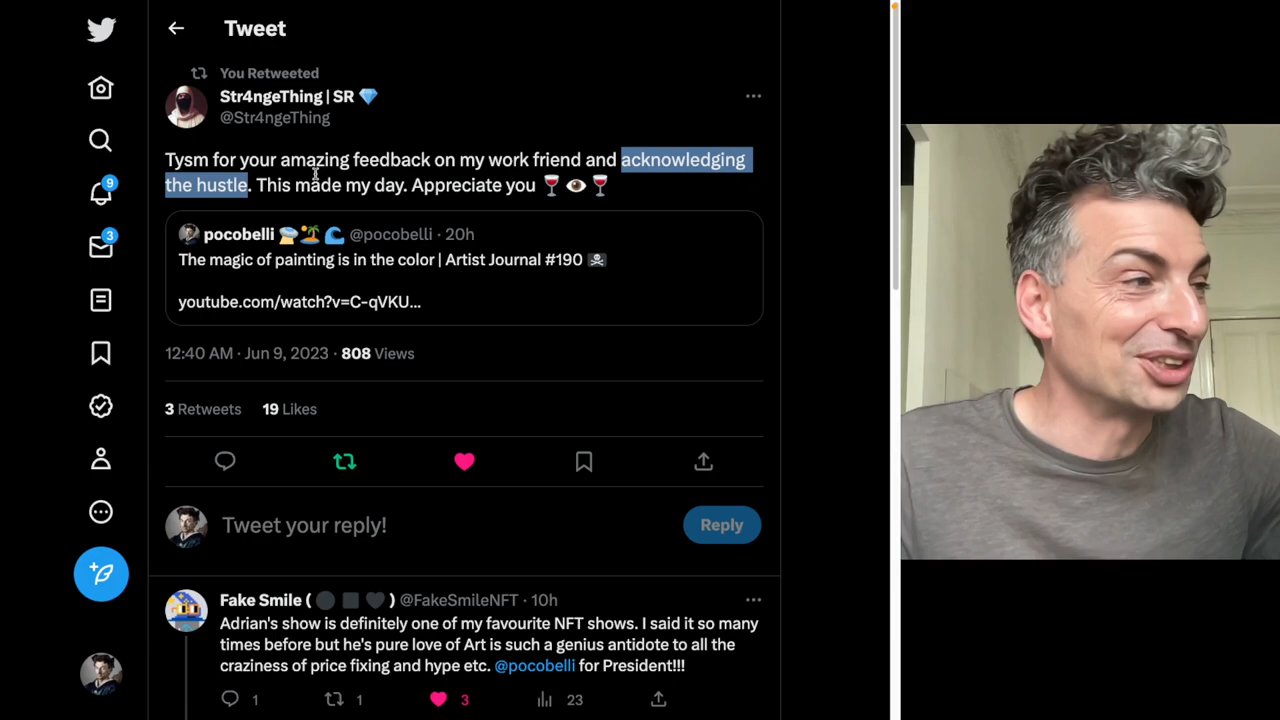 Tweet
You Retweeted
Str4ngeThing | SR 💎
@Str4ngeThing
Tysm for your amazing feedback on my work friend and acknowledging
the hustle. This made my day. Appreciate you 🍷👁🍷
pocobelli @pocobelli · 20h
The magic of painting is in the color | Artist Journal #190 ☠
youtube.com/watch?v=C-qVKU...
12:40 AM · Jun 9, 2023 · 808 Views
3 Retweets 19 Likes
Tweet your reply!
Reply
Fake Smile ( ⚫ ⬛ 🖤 ) @FakeSmileNFT · 10h
Adrian's show is definitely one of my favourite NFT shows. I said it so many
times before but he's pure love of Art is such a genius antidote to all the
craziness of price fixing and hype etc. @pocobelli for President!!!
1 1 3 23
9
3